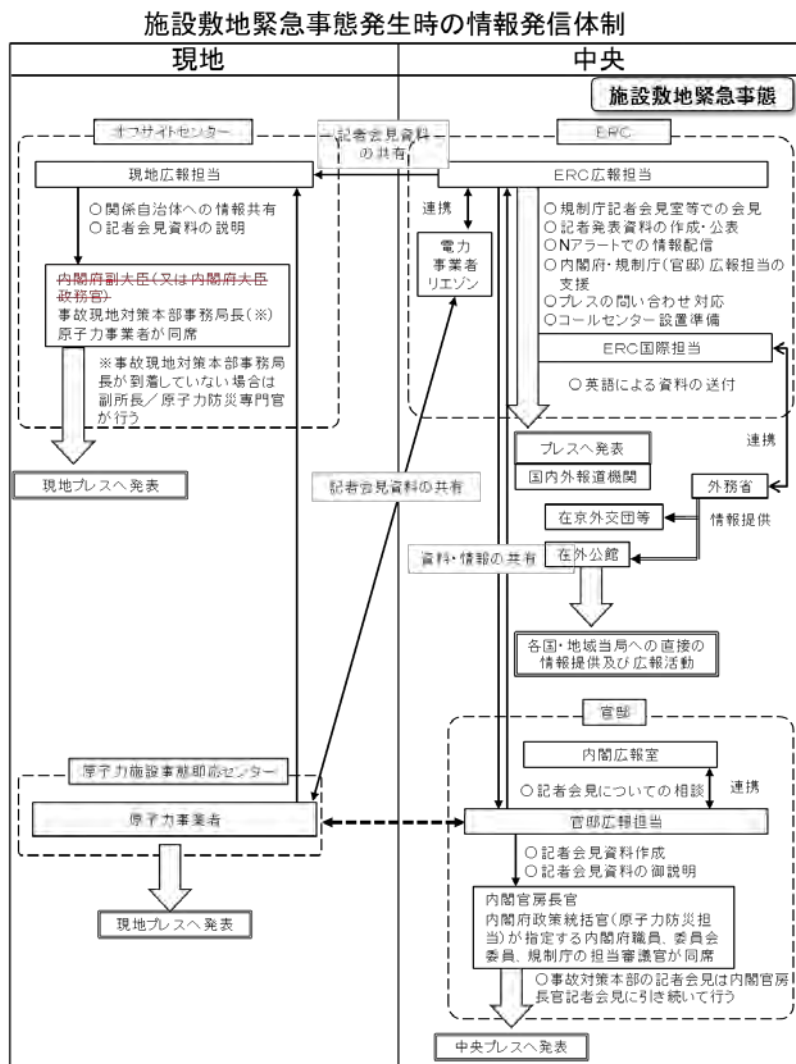 施設敷地緊急事態発生時の情報発信体制
現地
中央
施設敷地緊急事態
オフサイトセンター
記者会見資料
の共有
ERC
現地広報担当
ERC広報担当
○関係自治体への情報共有
○記者会見資料の説明
連携
電力
事業者
リエゾン
○規制庁記者会見室等での会見
○記者発表資料の作成・公表
○Nアラートでの情報配信
○内閣府・規制庁(官邸)広報担当の
支援
○プレスの問い合わせ対応
○コールセンター設置準備
内閣府副大臣(又は内閣府大臣
政務官)
事故現地対策本部事務局長(※)
原子力事業者が同席
※事故現地対策本部事務局
長が到着していない場合は
副所長/原子力防災専門官
が行う
ERC国際担当
○英語による資料の送付
連携
現地プレスへ発表
プレスへ発表
国内外報道機関
記者会見資料の共有
外務省
在京外交団等
情報提供
資料・情報の共有
在外公館
各国・地域当局への直接の
情報提供及び広報活動
官邸
内閣広報室
原子力施設事態即応センター
○記者会見についての相談
連携
原子力事業者
官邸広報担当
○記者会見資料作成
○記者会見資料の御説明
現地プレスへ発表
内閣官房長官
内閣府政策統括官(原子力防災担
当)が指定する内閣府職員、委員会
委員、規制庁の担当審議官が同席
○事故対策本部の記者会見は内閣官房
長官記者会見に引き続いて行う
中央プレスへ発表